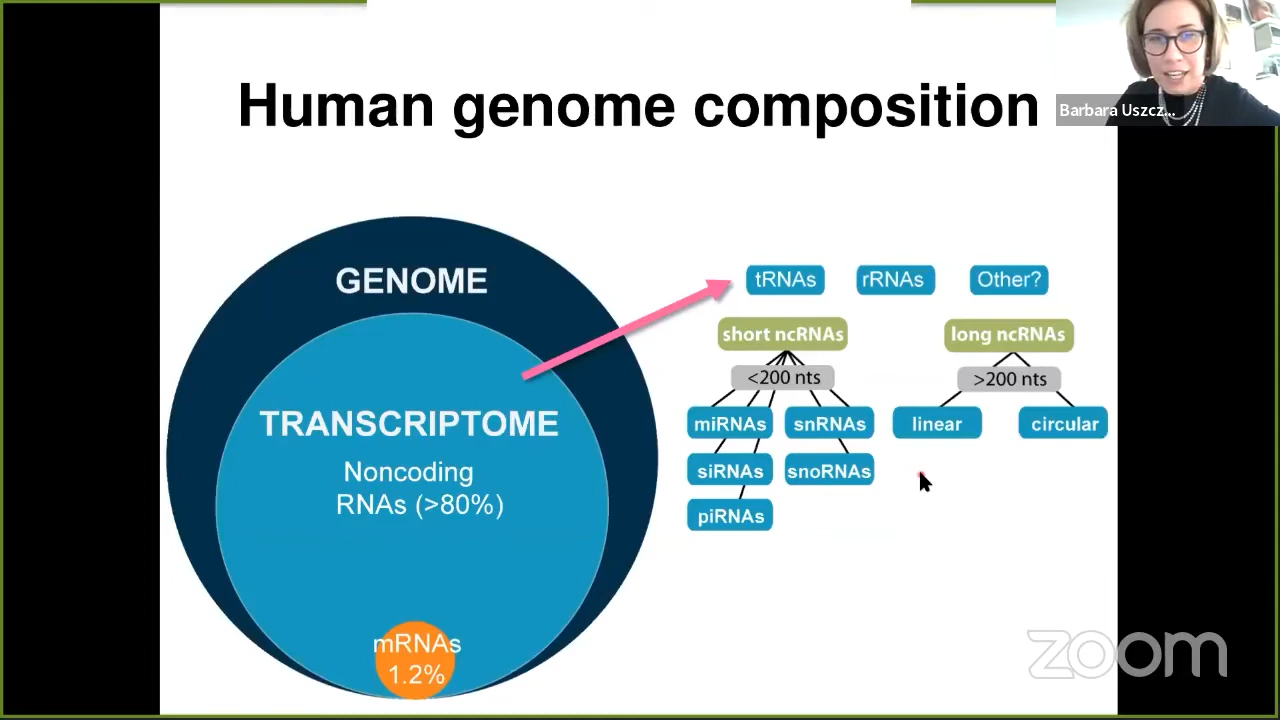 Human genome composition
Barbara Uszcz...
GENOME
TRANSCRIPTOME
Noncoding
RNAs (>80%)
mRNAs
1.2%
tRNAs
rRNAs
Other?
short ncRNAs
long ncRNAs
<200 nts
>200 nts
miRNAs
snRNAs
linear
circular
siRNAs
snoRNAs
piRNAs
zoom